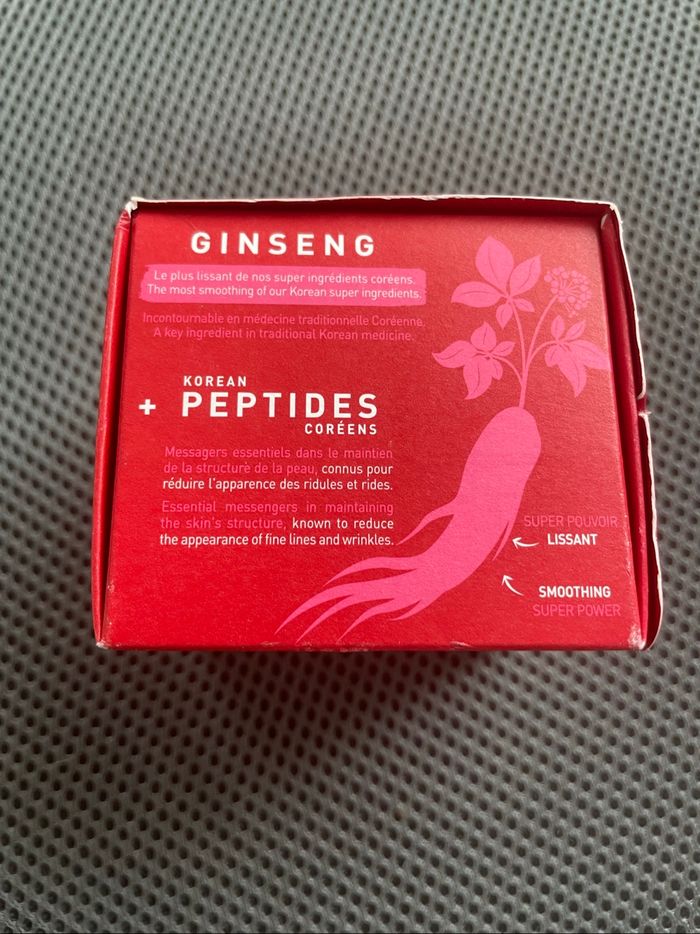 GINSENG
Le plus lissant de nos super ingrédients coréens.
The most smoothing of our Korean super ingredients.
Incontournable en médecine traditionnelle Coréenne.
A key ingredient in traditional Korean medicine.
KOREAN
+ PEPTIDES
CORÉENS
Messagers essentiels dans le maintien
de la structure de la peau, connus pour
réduire l'apparence des ridules et rides.
Essential messengers in maintaining
the skin's structure, known to reduce
the appearance of fine lines and wrinkles.
SUPER POUVOIR
LISSANT
SMOOTHING
SUPER POWER